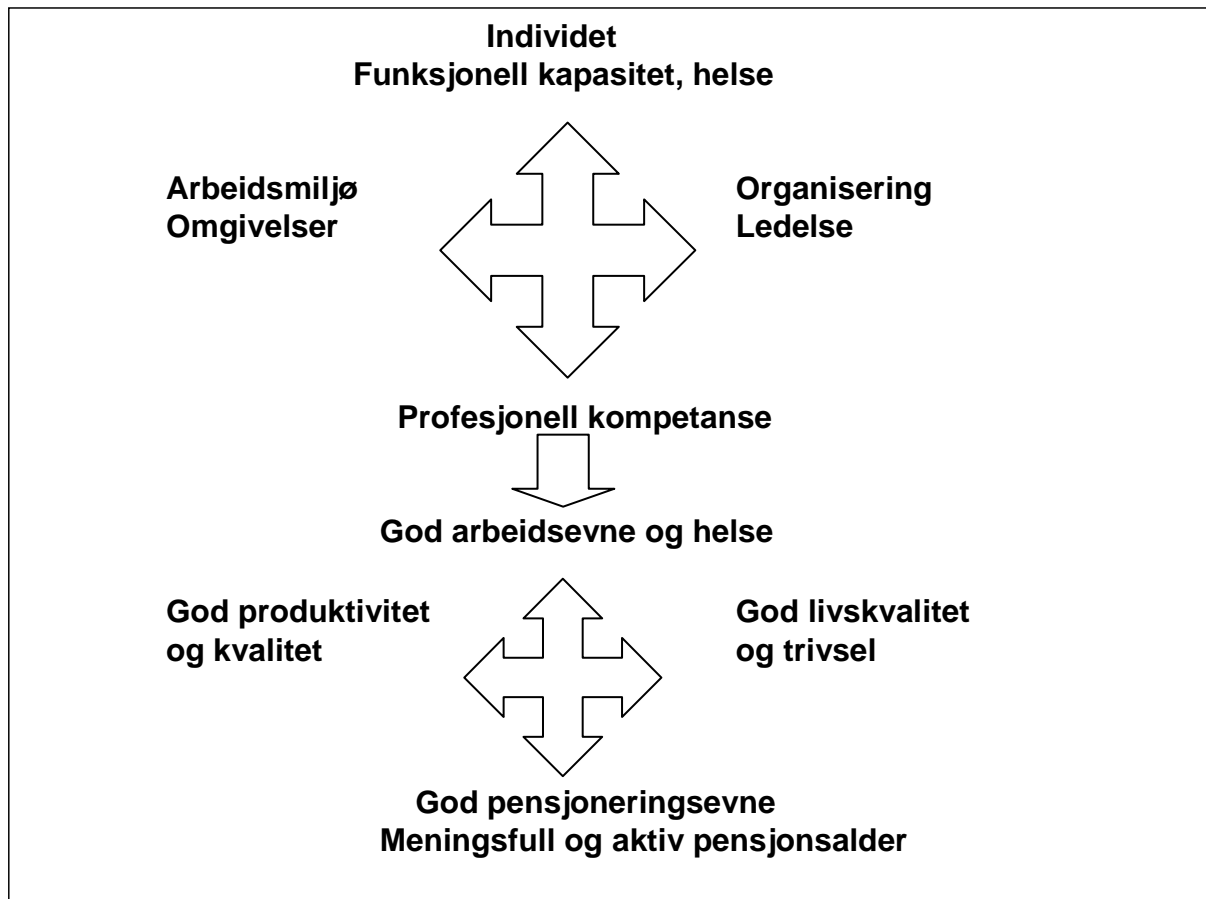 Individet
Funksjonell kapasitet, helse
Arbeidsmiljø
Omgivelser
Organisering
Ledelse
Profesjonell kompetanse
God arbeidsevne og helse
God produktivitet
og kvalitet
God livskvalitet
og trivsel
God pensjoneringsevne
Meningsfull og aktiv pensjonsalder